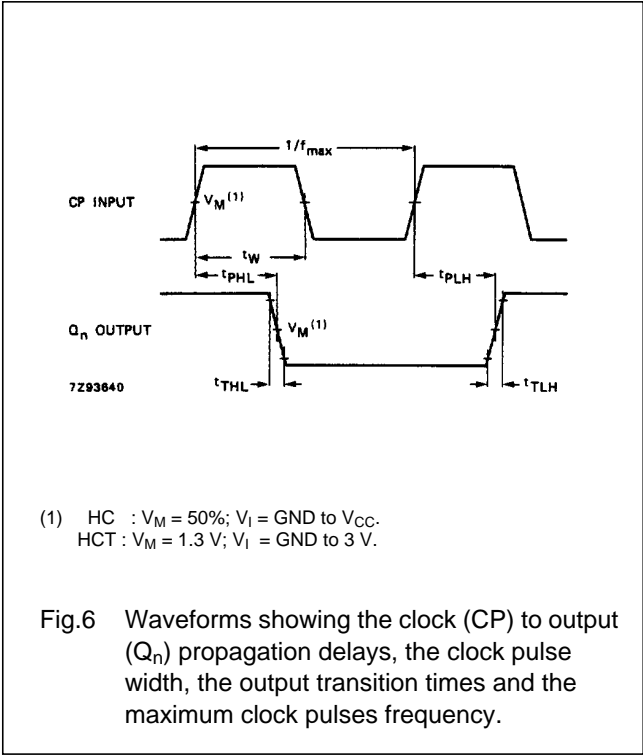 1/fmax
CP INPUT
VM(1)
tW
tPHL
tPLH
Qn OUTPUT
VM(1)
7Z93640
tTHL
tTLH
(1) HC : VM = 50%; VI = GND to VCC.
HCT : VM = 1.3 V; VI = GND to 3 V.
Fig.6 Waveforms showing the clock (CP) to output
(Qn) propagation delays, the clock pulse
width, the output transition times and the
maximum clock pulses frequency.